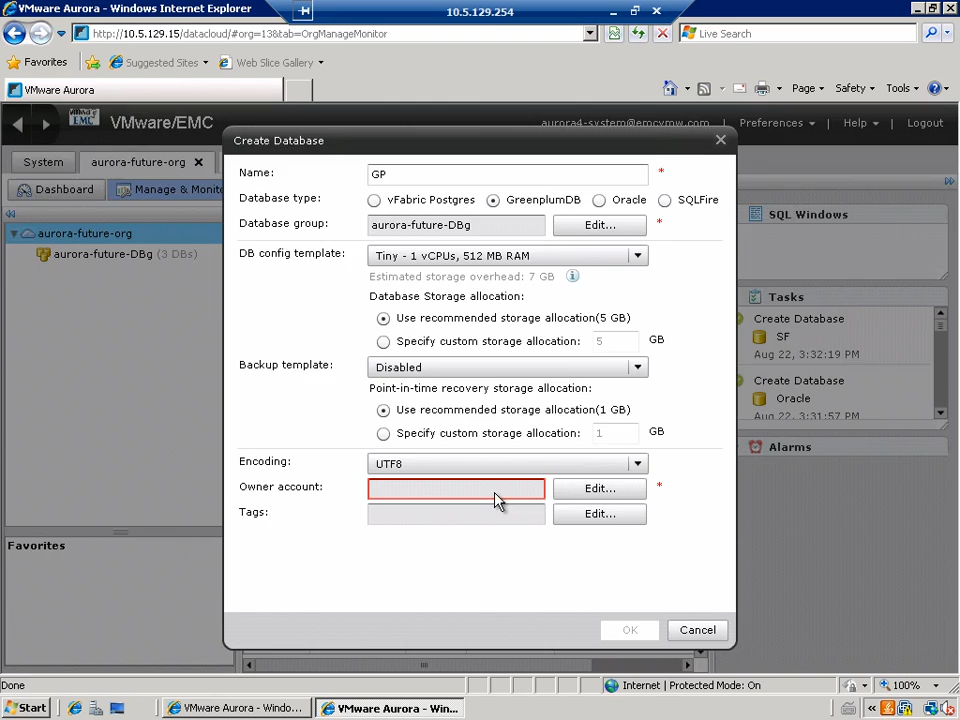 VMware Aurora - Windows Internet Explorer
10.5.129.254
http://10.5.129.15/datacloud/#org=13&tab=OrgManageMonitor
Live Search
Favorites
Suggested Sites
Web Slice Gallery
VMware Aurora
Page
Safety
Tools
EMC
VMware/EMC
aurora4-system@emcvmw.com
Preferences
Help
Logout
System
aurora-future-org
Dashboard
Manage & Monito
aurora-future-org
aurora-future-DBg (3 DBs)
Favorites
Create Database
Name:
GP
*
Database type:
vFabric Postgres
GreenplumDB
Oracle
SQLFire
Database group:
aurora-future-DBg
Edit...
*
DB config template:
Tiny - 1 vCPUs, 512 MB RAM
Estimated storage overhead: 7 GB
Database Storage allocation:
Use recommended storage allocation(5 GB)
Specify custom storage allocation:
5
GB
Backup template:
Disabled
Point-in-time recovery storage allocation:
Use recommended storage allocation(1 GB)
Specify custom storage allocation:
1
GB
Encoding:
UTF8
Owner account:
Edit...
*
Tags:
Edit...
OK
Cancel
SQL Windows
Tasks
Create Database
SF
Aug 22, 3:32:19 PM
Create Database
Oracle
Aug 22, 3:31:57 PM
Alarms
Done
Internet | Protected Mode: On
100%
Start
VMware Aurora - Windo...
VMware Aurora - Win...